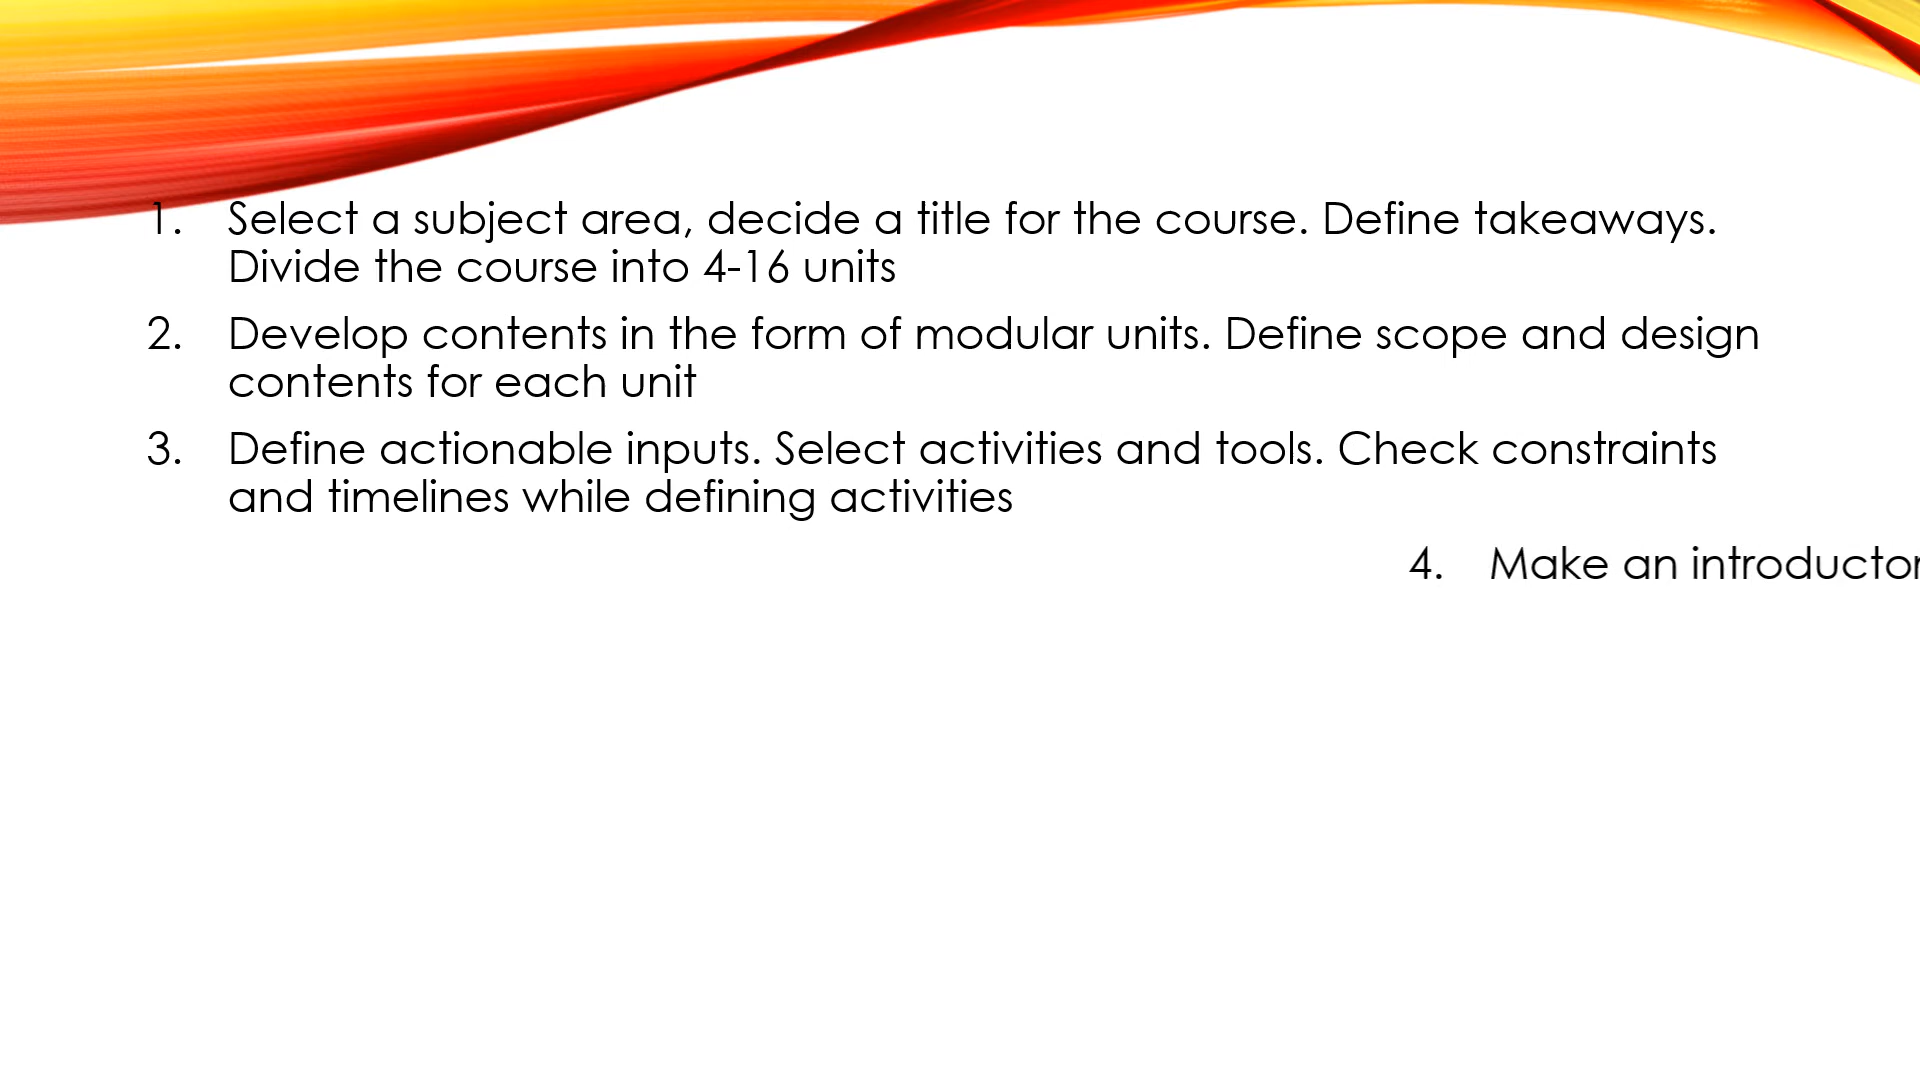 1. Select a subject area, decide a title for the course. Define takeaways.
Divide the course into 4-16 units
2. Develop contents in the form of modular units. Define scope and design
contents for each unit
3. Define actionable inputs. Select activities and tools. Check constraints
and timelines while defining activities
4. Make an